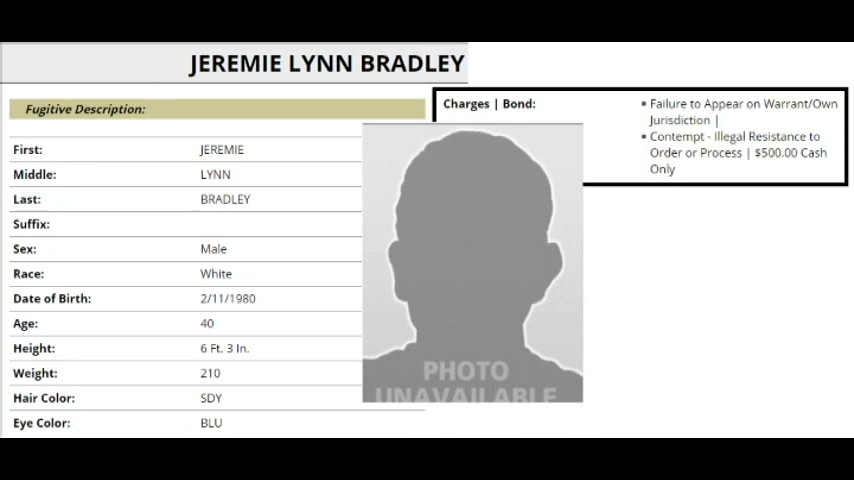 JEREMIE LYNN BRADLEY
Fugitive Description:
First: JEREMIE
Middle: LYNN
Last: BRADLEY
Suffix:
Sex: Male
Race: White
Date of Birth: 2/11/1980
Age: 40
Height: 6 Ft. 3 In.
Weight: 210
Hair Color: SDY
Eye Color: BLU
Charges | Bond:
▪ Failure to Appear on Warrant/Own
Jurisdiction |
▪ Contempt - Illegal Resistance to
Order or Process | $500.00 Cash
Only
PHOTO
UNAVAILABLE